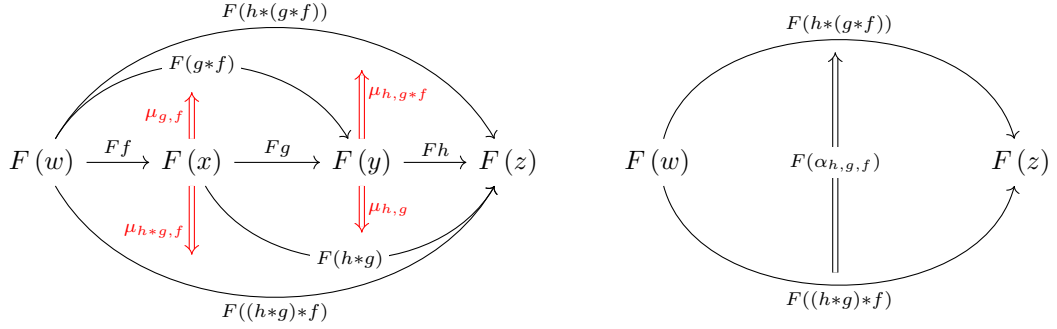 F(h∗(g∗f))
F(g∗f)
μ_{g,f}
μ_{h,g∗f}
F(w)
Ff
F(x)
Fg
F(y)
Fh
F(z)
μ_{h∗g,f}
μ_{h,g}
F(h∗g)
F((h∗g)∗f)
F(h∗(g∗f))
F(w)
F(α_{h,g,f})
F(z)
F((h∗g)∗f)